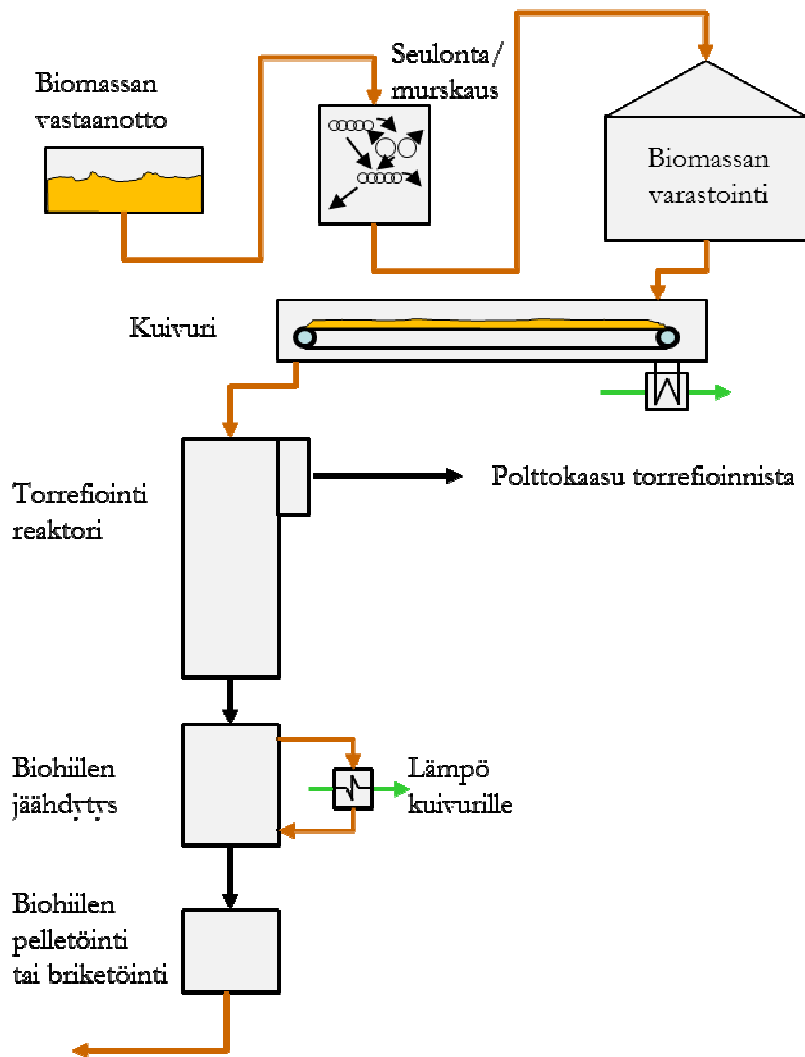 Biomassan
vastaanotto
Seulonta/
murskaus
Biomassan
varastointi
Kuivuri
Torrefiointi
reaktori
Polttokaasu torrefioinnista
Biohiilen
jäähdytys
Lämpö
kuivurille
Biohiilen
pelletöinti
tai briketöinti